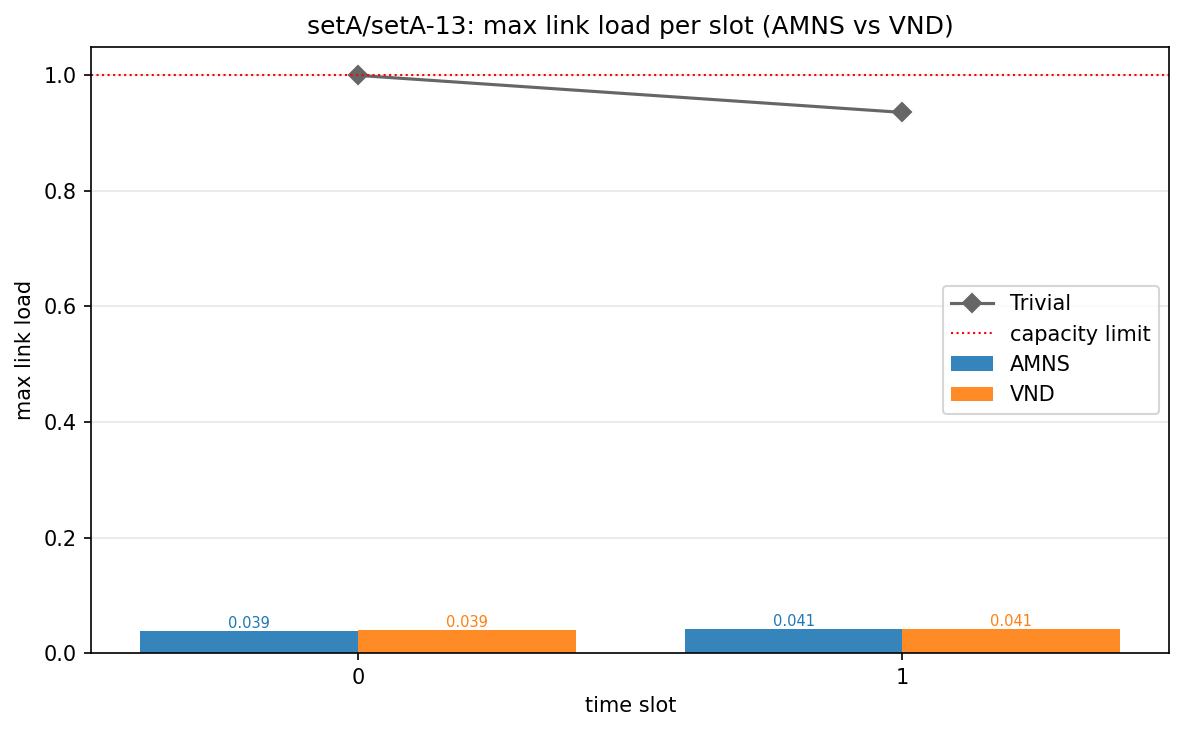 setA/setA-13: max link load per slot (AMNS vs VND)
max link load
1.0
0.8
0.6
0.4
0.2
0.0
Trivial
capacity limit
AMNS
VND
0.039
0.039
0.041
0.041
0
1
time slot